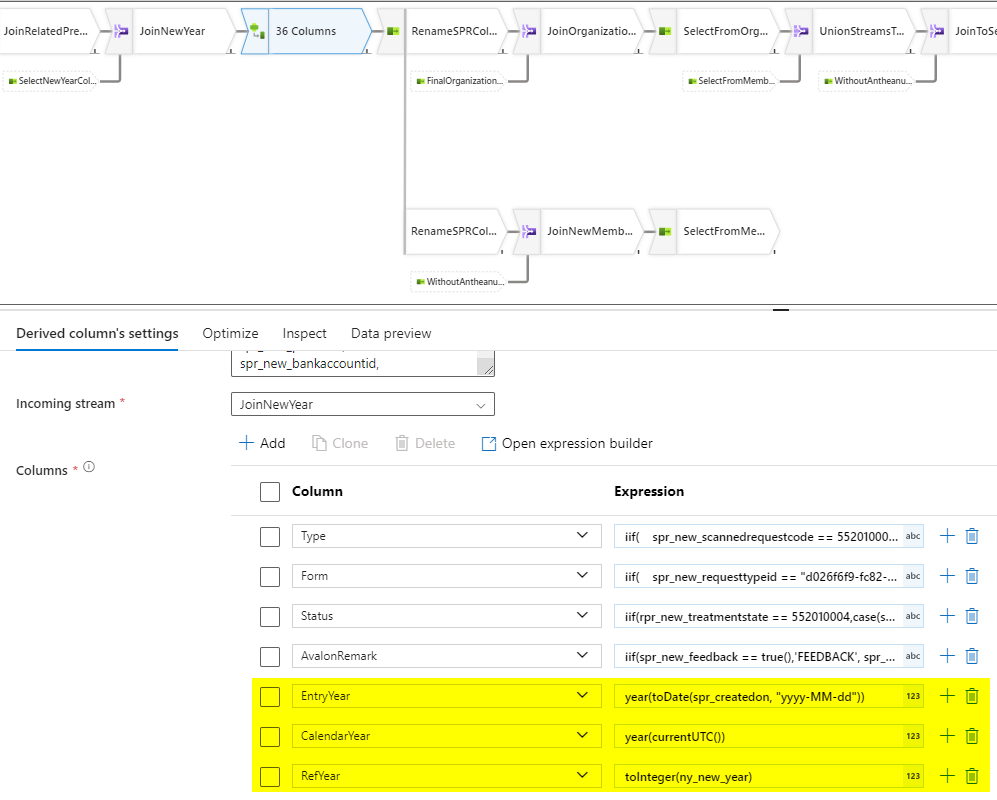 JoinRelatedPre...
JoinNewYear
36 Columns
RenameSPRCol...
JoinOrganizatio...
SelectFromOrg...
UnionStreamsT...
JoinToSe
SelectNewYearCol...
FinalOrganization...
SelectFromMemb...
WithoutAntheanu...
RenameSPRCol...
JoinNewMemb...
SelectFromMe...
WithoutAntheanu...
Derived column's settings
Optimize
Inspect
Data preview
spr_new_bankaccountid,
Incoming stream *
JoinNewYear
Add
Clone
Delete
Open expression builder
Columns *
Column
Expression
Type
iif( spr_new_scannedrequestcode == 55201000... abc
Form
iif( spr_new_requesttypeid == "d026f6f9-fc82-... abc
Status
iif(rpr_new_treatmentstate == 552010004,case(s... abc
AvalonRemark
iif(spr_new_feedback == true(),'FEEDBACK', spr_... abc
EntryYear
year(toDate(spr_createdon, "yyyy-MM-dd")) 123
CalendarYear
year(currentUTC()) 123
RefYear
toInteger(ny_new_year) 123